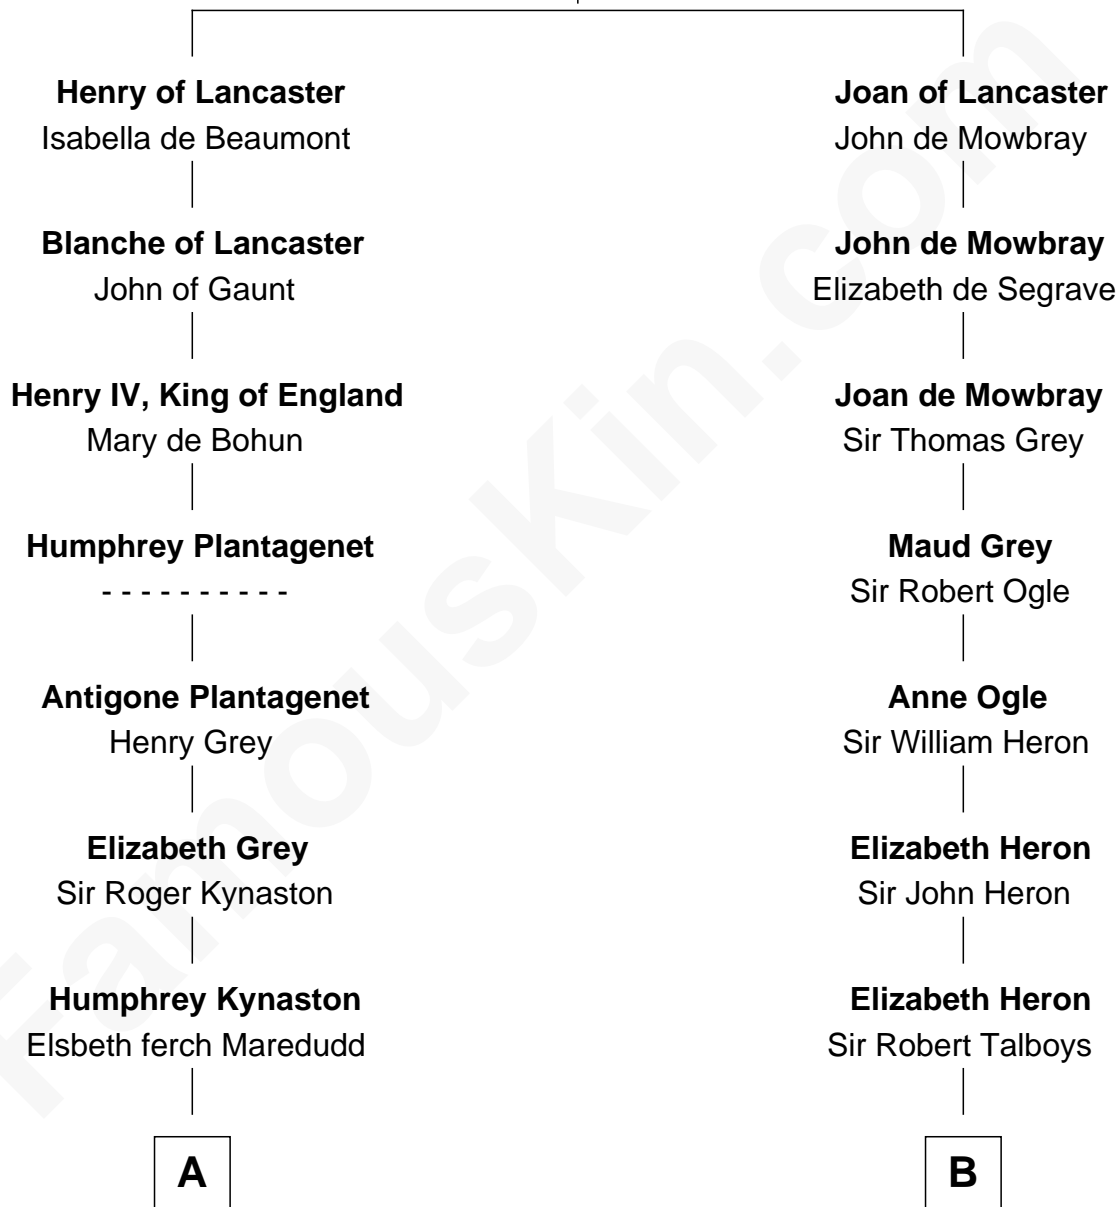 Henry of Lancaster
Isabella de Beaumont
Blanche of Lancaster
John of Gaunt
Henry IV, King of England
Mary de Bohun
Humphrey Plantagenet
- - - - - - - - - -
Antigone Plantagenet
Henry Grey
Elizabeth Grey
Sir Roger Kynaston
Humphrey Kynaston
Elsbeth ferch Maredudd
A
Joan of Lancaster
John de Mowbray
John de Mowbray
Elizabeth de Segrave
Joan de Mowbray
Sir Thomas Grey
Maud Grey
Sir Robert Ogle
Anne Ogle
Sir William Heron
Elizabeth Heron
Sir John Heron
Elizabeth Heron
Sir Robert Talboys
B
FamousKin.com